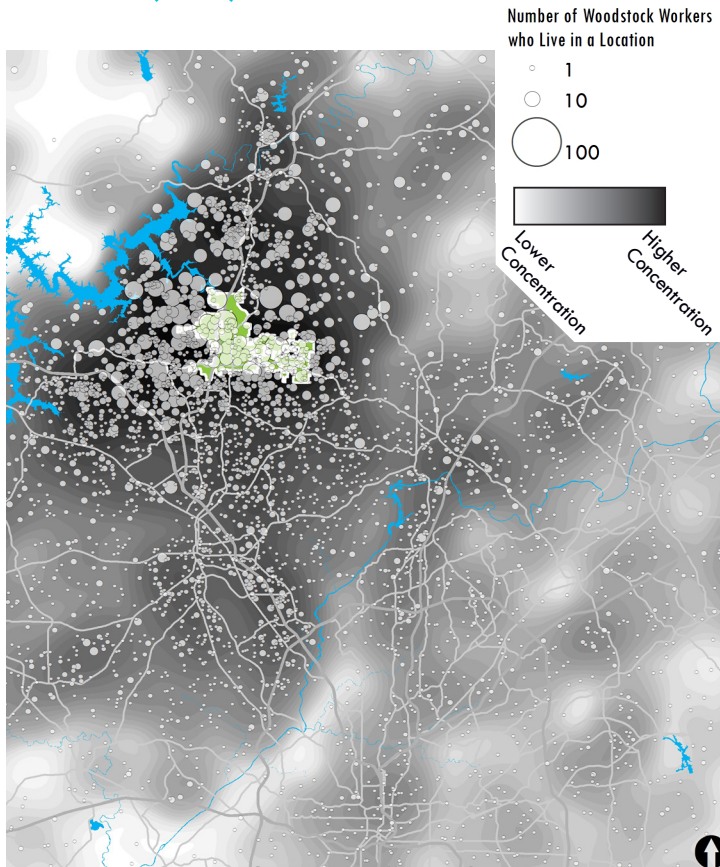 Number of Woodstock Workers
who Live in a Location
1
10
100
Lower
Concentration
Higher
Concentration